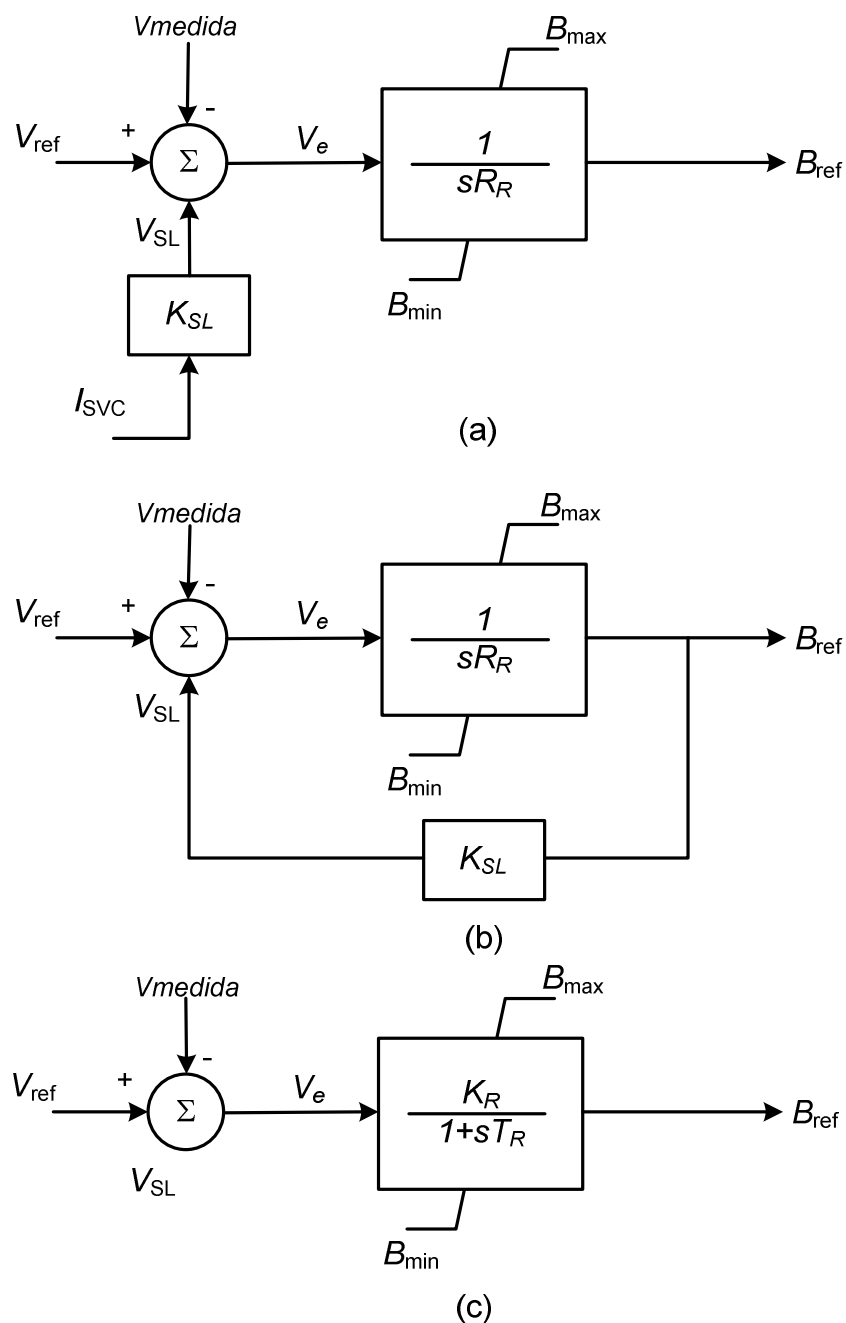 Vmedida
Bmax
-
+
Vref
Σ
Ve
1
sRR
Bref
VSL
Bmin
KSL
ISVC
(a)
Vmedida
Bmax
-
+
Vref
Σ
Ve
1
sRR
Bref
VSL
Bmin
KSL
(b)
Vmedida
Bmax
-
+
Vref
Σ
Ve
KR
1+sTR
Bref
VSL
Bmin
(c)